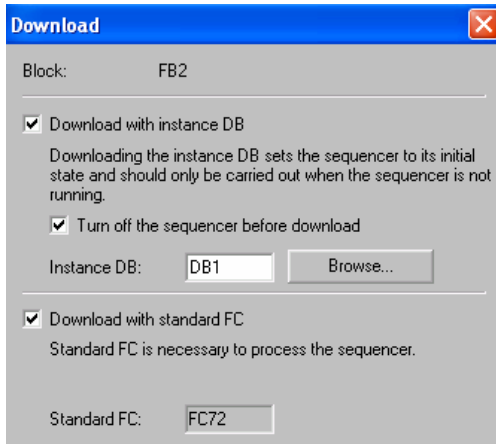 Download
Block: FB2
Download with instance DB
Downloading the instance DB sets the sequencer to its initial
state and should only be carried out when the sequencer is not
running.
Turn off the sequencer before download
Instance DB: DB1 Browse...
Download with standard FC
Standard FC is necessary to process the sequencer.
Standard FC: FC72